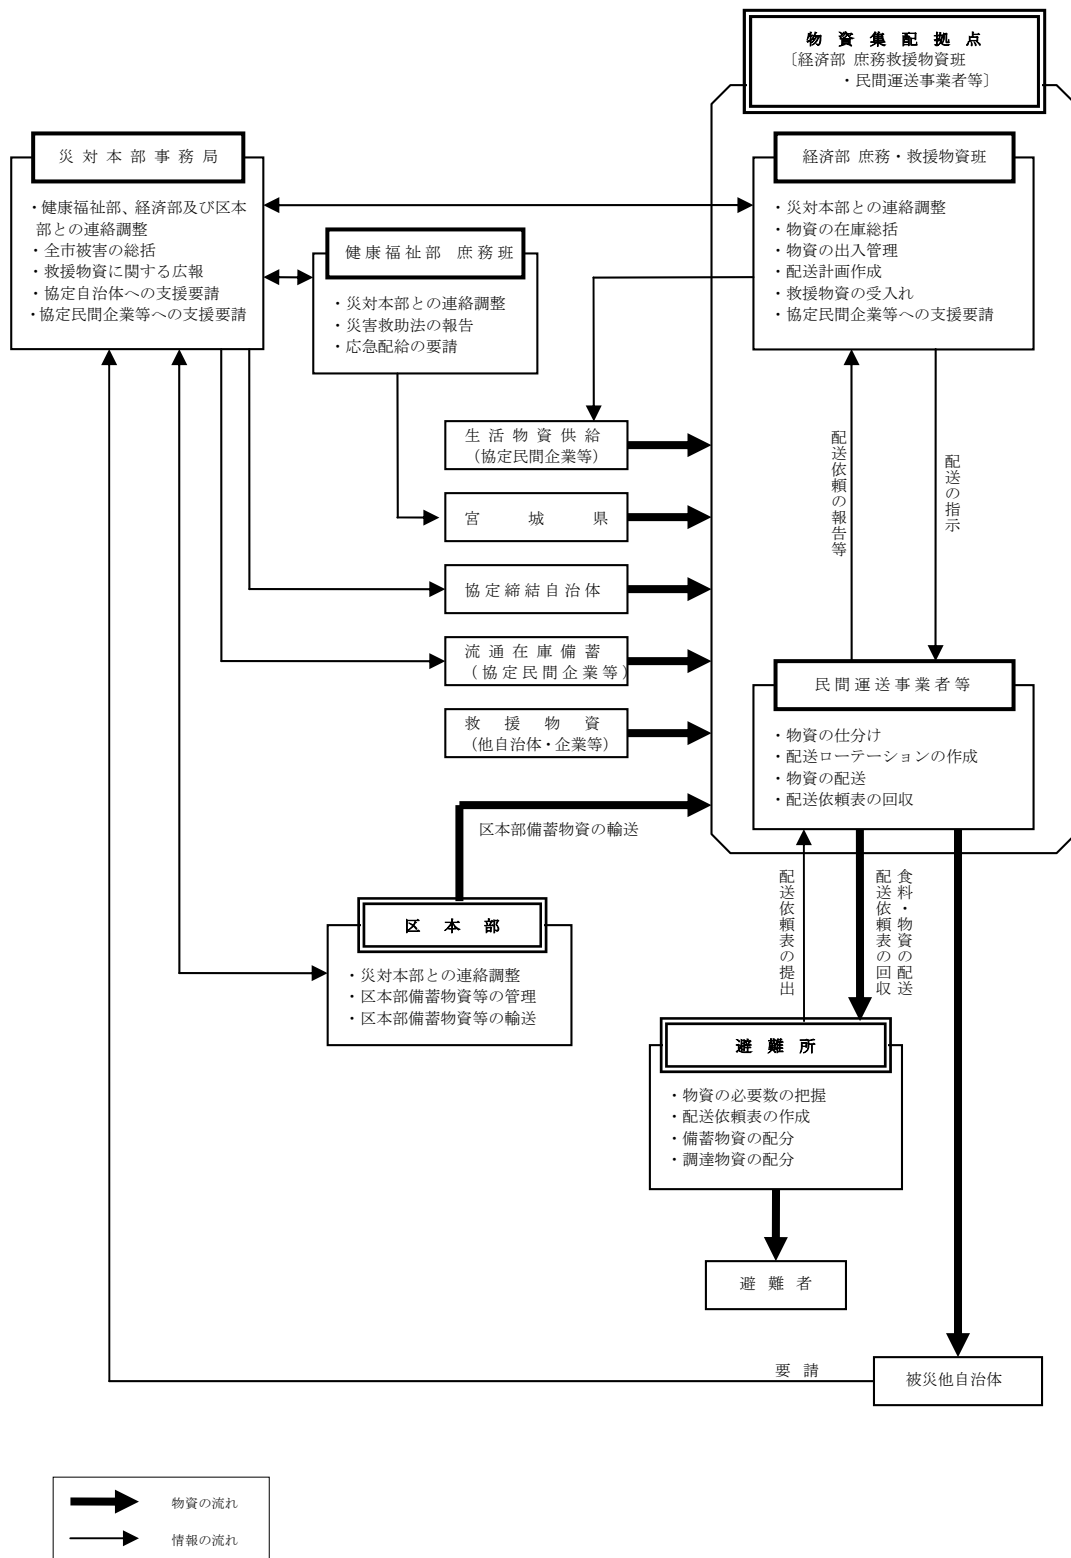 物資集配拠点
〔経済部 庶務救援物資班
・民間運送事業者等〕
災対本部事務局
・健康福祉部、経済部及び区本
部との連絡調整
・全市被害の総括
・救援物資に関する広報
・協定自治体への支援要請
・協定民間企業等への支援要請
健康福祉部 庶務班
・災対本部との連絡調整
・災害救助法の報告
・応急配給の要請
経済部 庶務・救援物資班
・災対本部との連絡調整
・物資の在庫総括
・物資の出入管理
・配送計画作成
・救援物資の受入れ
・協定民間企業等への支援要請
生活物資供給
（協定民間企業等）
宮城県
協定締結自治体
流通在庫備蓄
（協定民間企業等）
救援物資
（他自治体・企業等）
配送依頼の報告等
配送の指示
民間運送事業者等
・物資の仕分け
・配送ローテーションの作成
・物資の配送
・配送依頼表の回収
区本部備蓄物資の輸送
区本部
・災対本部との連絡調整
・区本部備蓄物資等の管理
・区本部備蓄物資等の輸送
配送依頼表の提出
食料・物資の配送
配送依頼表の回収
避難所
・物資の必要数の把握
・配送依頼表の作成
・備蓄物資の配分
・調達物資の配分
避難者
要請
被災他自治体
物資の流れ
情報の流れ